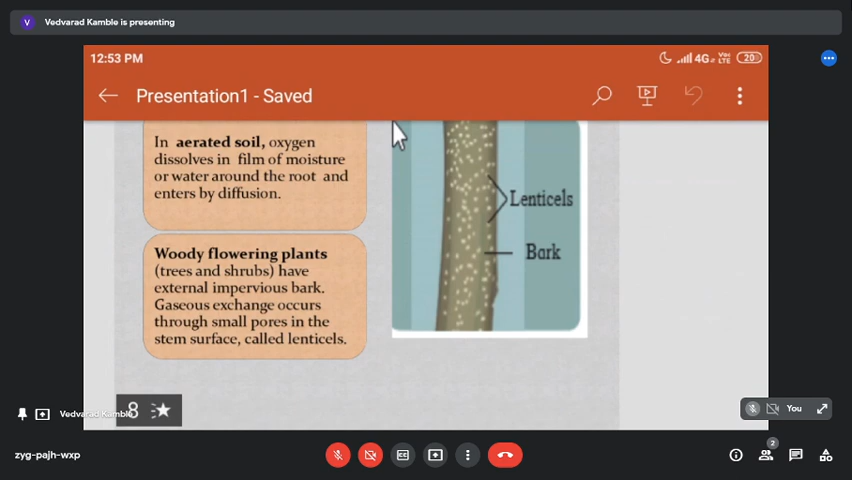 V Vedvarad Kamble is presenting
12:53 PM
4G
Vo)
LTE
20
Presentation1 - Saved
In aerated soil, oxygen
dissolves in film of moisture
or water around the root and
enters by diffusion.
Lenticels
Bark
Woody flowering plants
(trees and shrubs) have
external impervious bark.
Gaseous exchange occurs
through small pores in the
stem surface, called lenticels.
8
Vedvarad Kamble
You
zyg-pajh-wxp
2